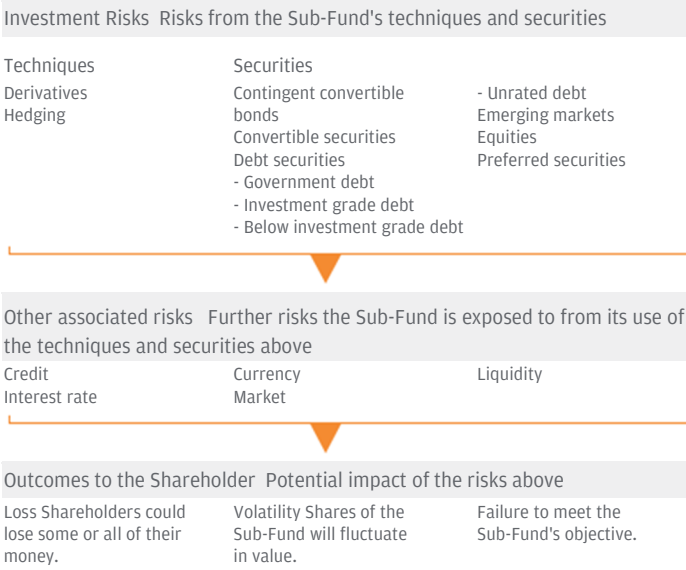 Investment Risks Risks from the Sub-Fund's techniques and securities
Techniques
Derivatives
Hedging
Securities
Contingent convertible
bonds
Convertible securities
Debt securities
- Government debt
- Investment grade debt
- Below investment grade debt
- Unrated debt
Emerging markets
Equities
Preferred securities
Other associated risks Further risks the Sub-Fund is exposed to from its use of
the techniques and securities above
Credit
Interest rate
Currency
Market
Liquidity
Outcomes to the Shareholder Potential impact of the risks above
Loss Shareholders could
lose some or all of their
money.
Volatility Shares of the
Sub-Fund will fluctuate
in value.
Failure to meet the
Sub-Fund's objective.